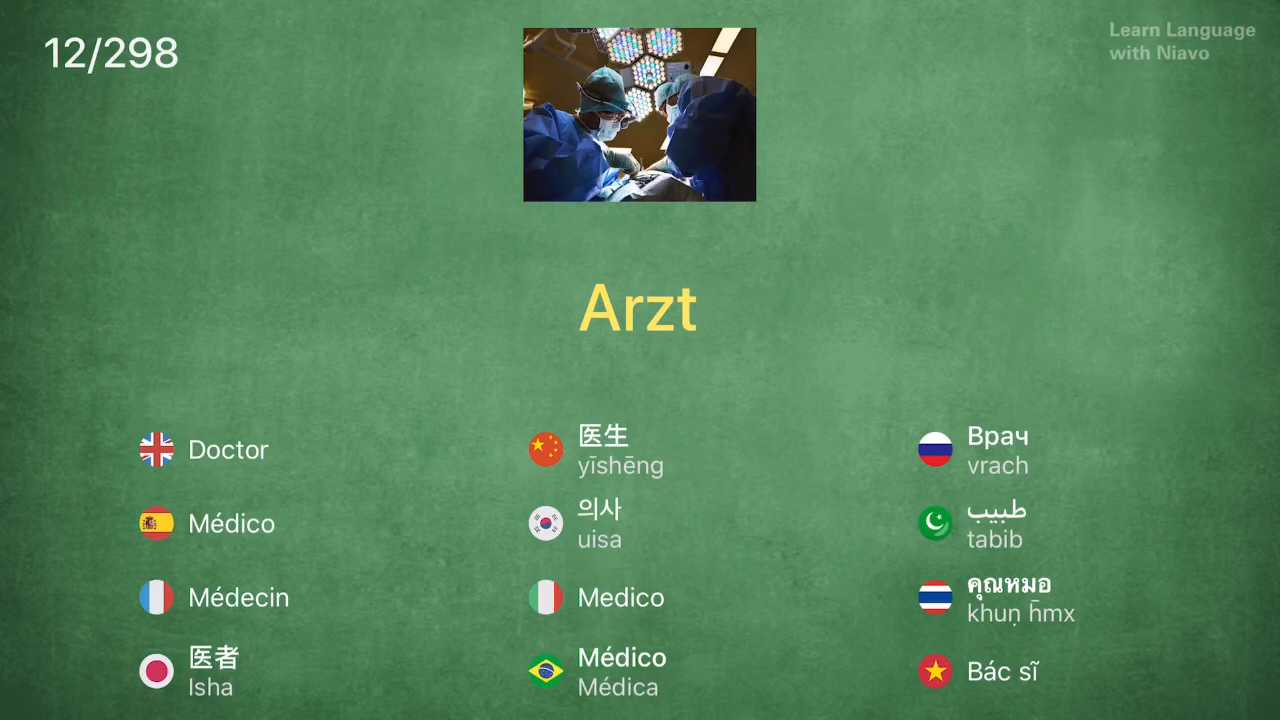 12/298
Learn Language
with Niavo
Arzt
Doctor
Médico
Médecin
医者
Isha
医生
yīshēng
의사
uisa
Medico
Médico
Médica
Врач
vrach
طبيب
tabib
คุณหมอ
khuṇ h̄mx
Bác sĩ